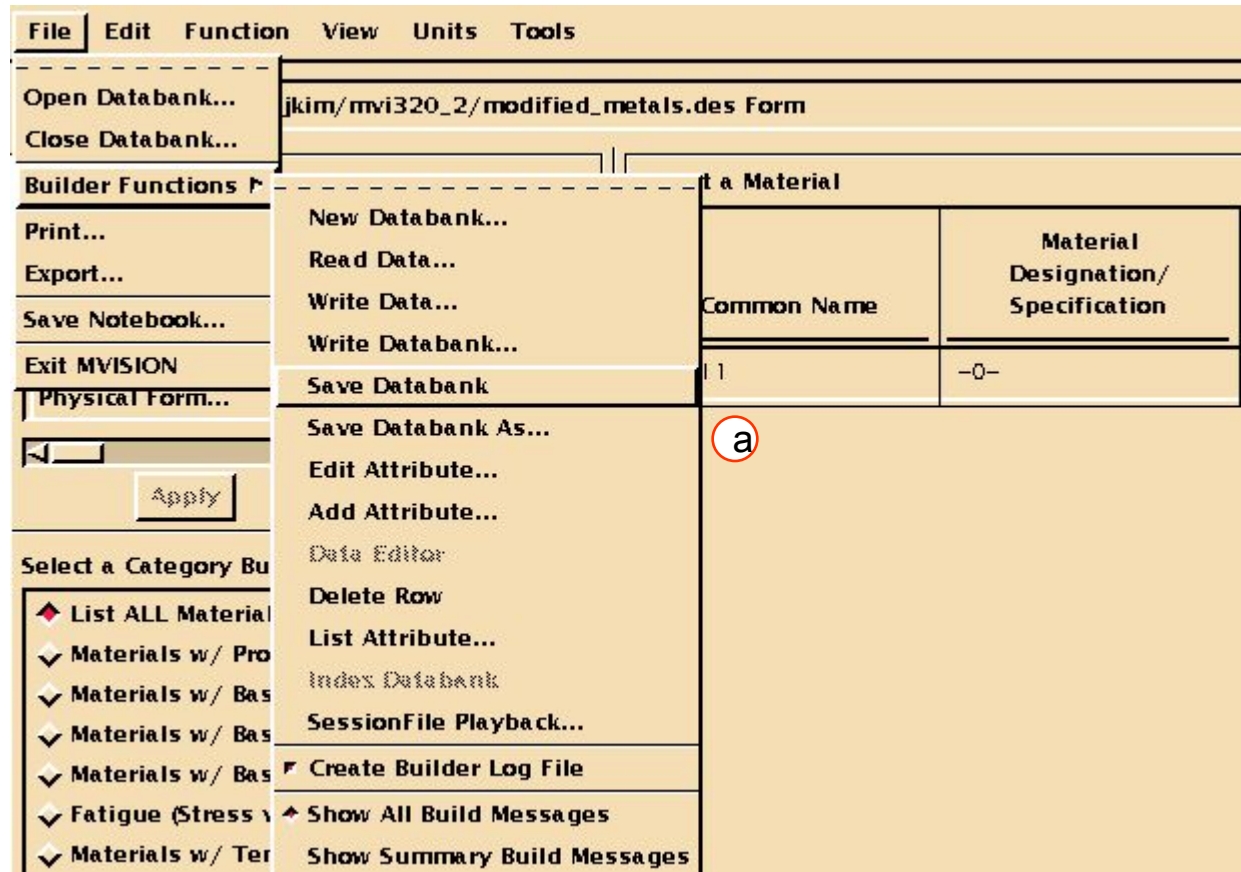 File Edit Function View Units Tools
Open Databank...
jkim/mvi320_2/modified_metals.des Form
Close Databank...
Builder Functions
t a Material
New Databank...
Print...
Read Data...
Export...
Write Data...
Common Name
Material
Designation/
Specification
Save Notebook...
Write Databank...
Exit MVISION
Save Databank
11
-0-
Physical Form...
Save Databank As...
a
Edit Attribute...
Apply
Add Attribute...
Data Editor
Select a Category Bu
Delete Row
List ALL Material
List Attribute...
Materials w/ Pro
Index Databank
Materials w/ Bas
SessionFile Playback...
Materials w/ Bas
Create Builder Log File
Materials w/ Bas
Show All Build Messages
Fatigue (Stress v
Show Summary Build Messages
Materials w/ Ter